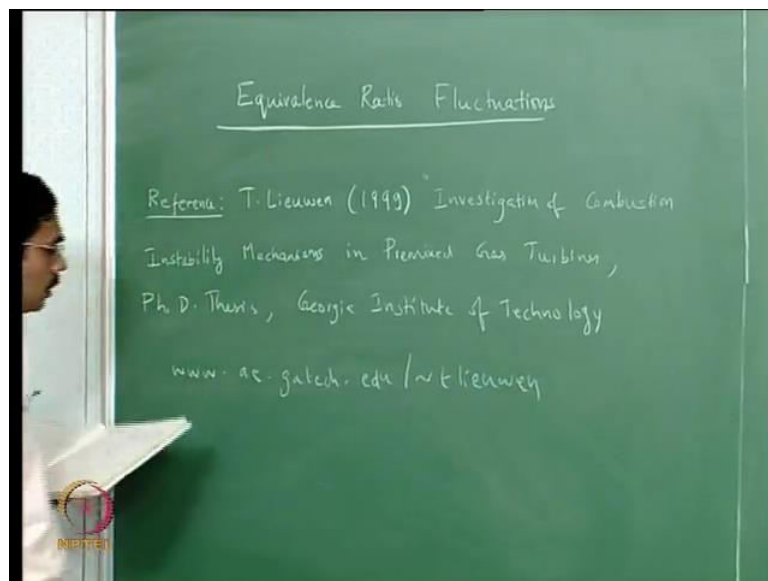 Equivalence Ratio Fluctuations
Reference: T. Lieuwen (1999) "Investigation of Combustion
Instability Mechanisms in Premixed Gas Turbines,
Ph.D. Thesis, Georgia Institute of Technology
www.ae.gatech.edu/~tlieuwen
NPTEL